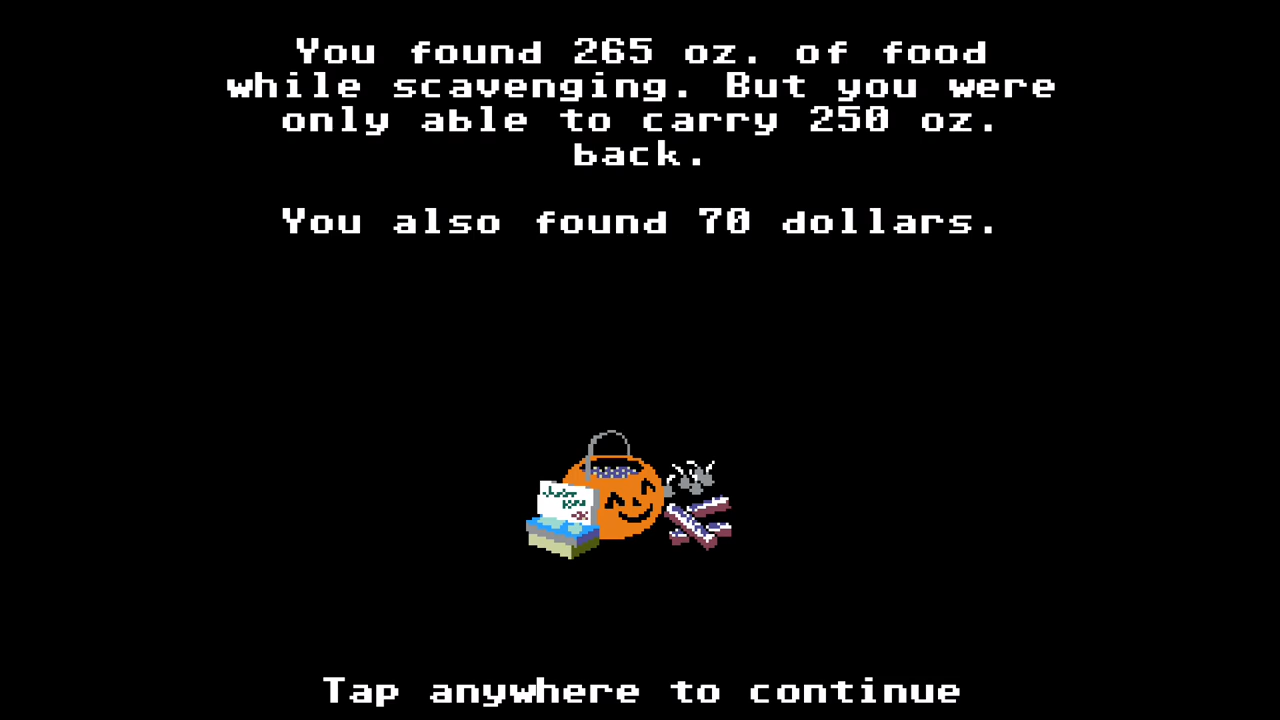 You found 265 oz. of food
while scavenging. But you were
only able to carry 250 oz.
back.
You also found 70 dollars.
Tap anywhere to continue